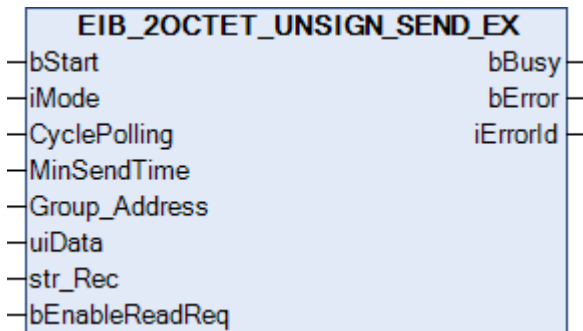 EIB_2OCTET_UNSIGN_SEND_EX
bStart bBusy
iMode bError
CyclePolling iErrorId
MinSendTime
Group_Address
uiData
str_Rec
bEnableReadReq